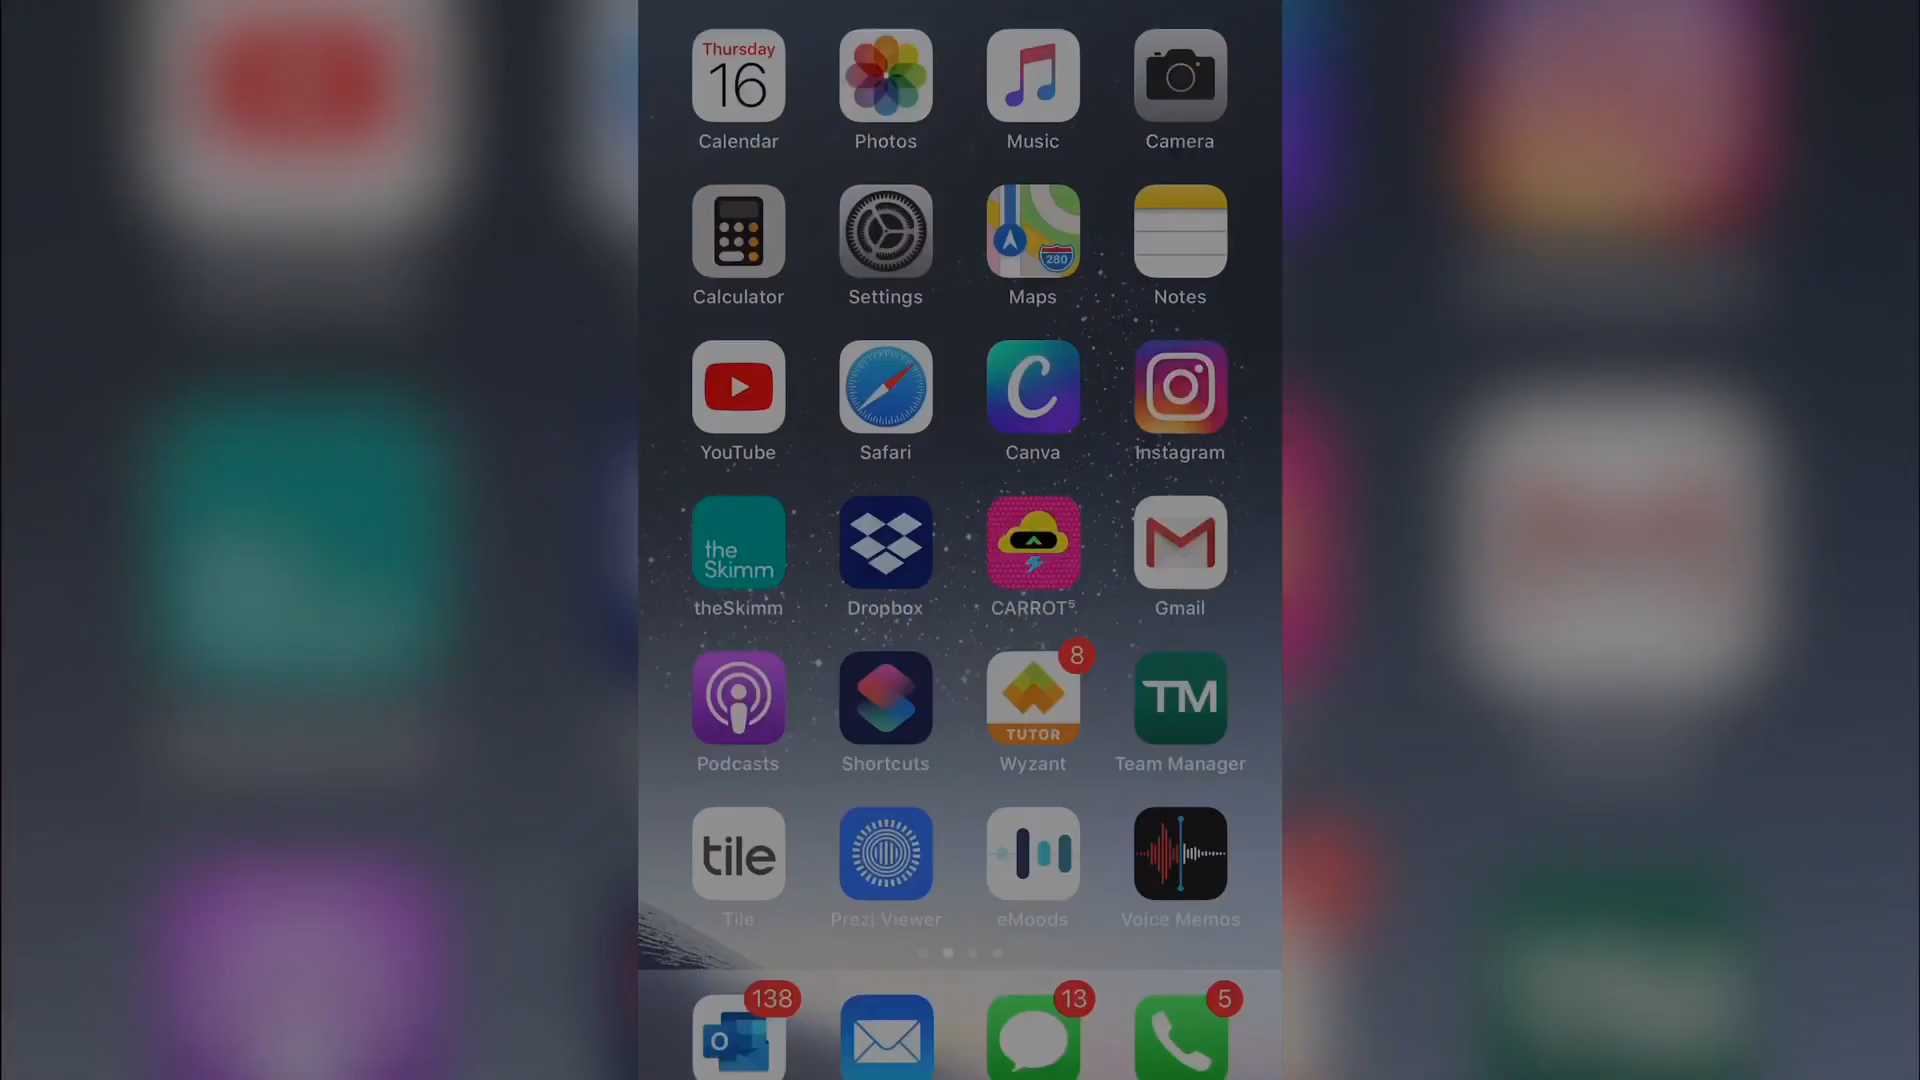 Thursday
16
Calendar Photos Music Camera
280
Calculator Settings Maps Notes
C
YouTube Safari Canva Instagram
the
Skimm
theSkimm Dropbox CARROT⁵ Gmail
8
TM
TUTOR
Podcasts Shortcuts Wyzant Team Manager
tile
Tile Prezi Viewer eMoods Voice Memos
138 13 5
O